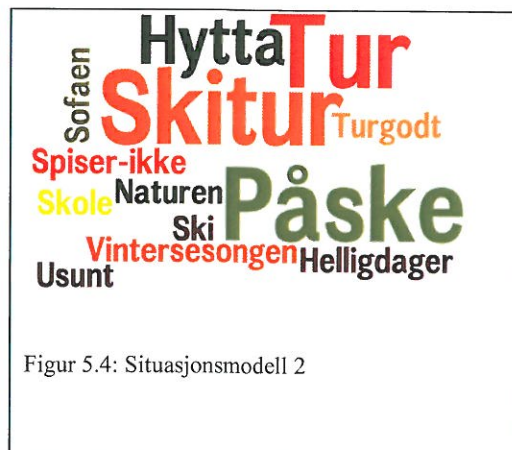 Hytta Tur
Sofaen
Skitur
Turgodt
Spiser-ikke
Skole Naturen Påske
Ski
Vintersesongen Helligdager
Usunt
Figur 5.4: Situasjonsmodell 2